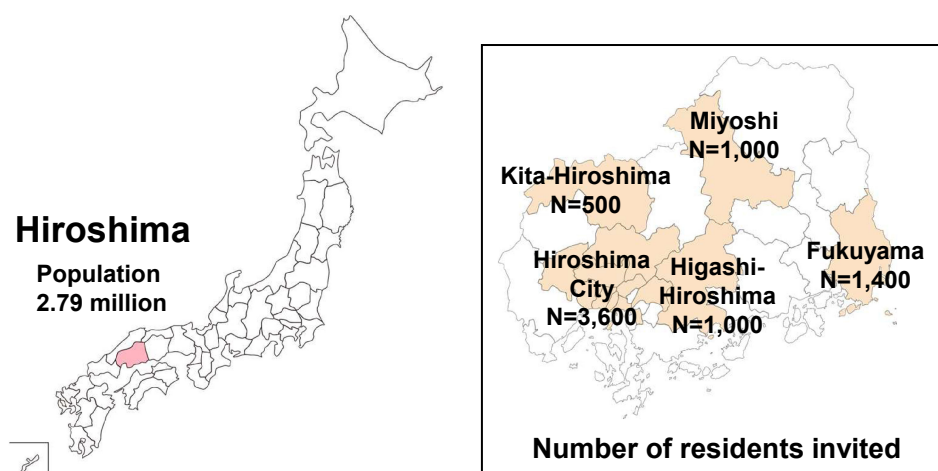 Hiroshima
Population
2.79 million
Miyoshi
N=1,000
Kita-Hiroshima
N=500
Hiroshima
City
N=3,600
Higashi-
Hiroshima
N=1,000
Fukuyama
N=1,400
Number of residents invited